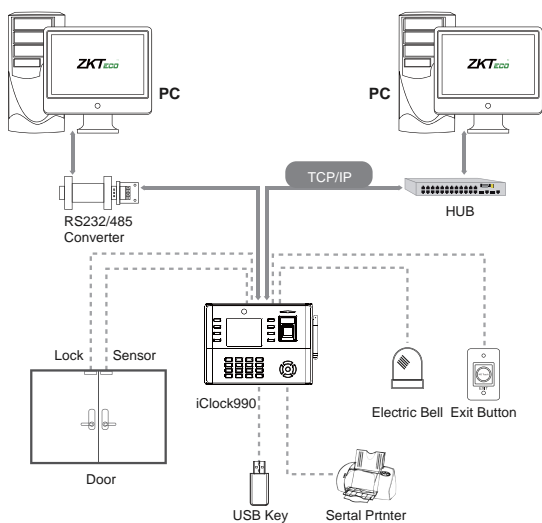 ZKTeco
ZKTeco
PC
PC
TCP/IP
HUB
RS232/485
Converter
Lock
Sensor
iClock990
Electric Bell
Exit Button
EXIT
Door
USB Key
Sertal Prtnter